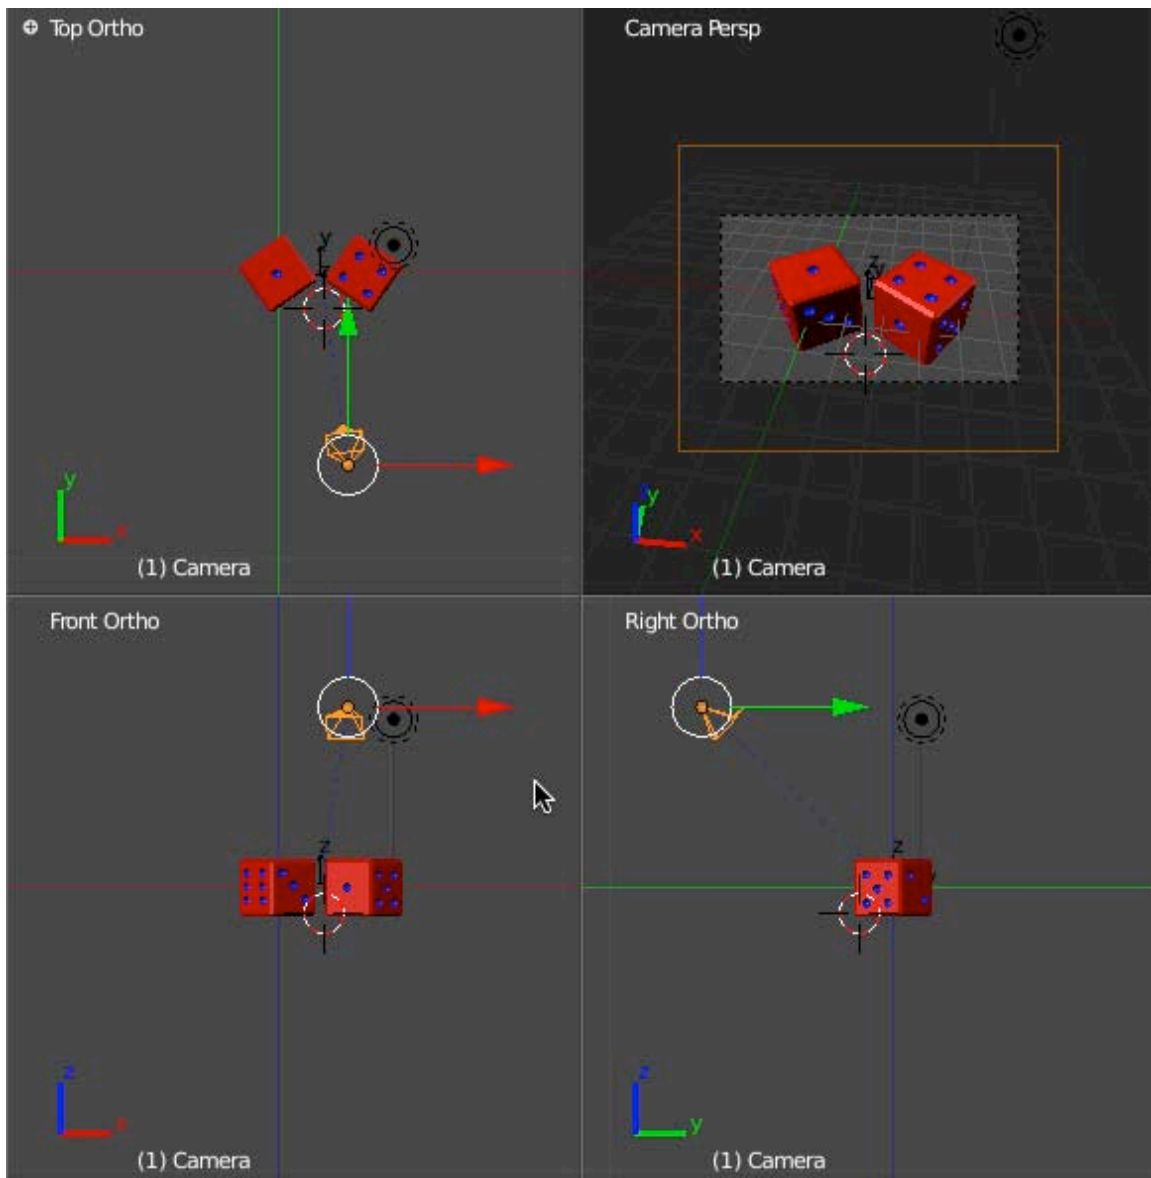 Top Ortho
Camera Persp
y
z
y
y
x
z
y
x
(1) Camera
(1) Camera
Front Ortho
Right Ortho
z
z
z
x
z
y
(1) Camera
(1) Camera